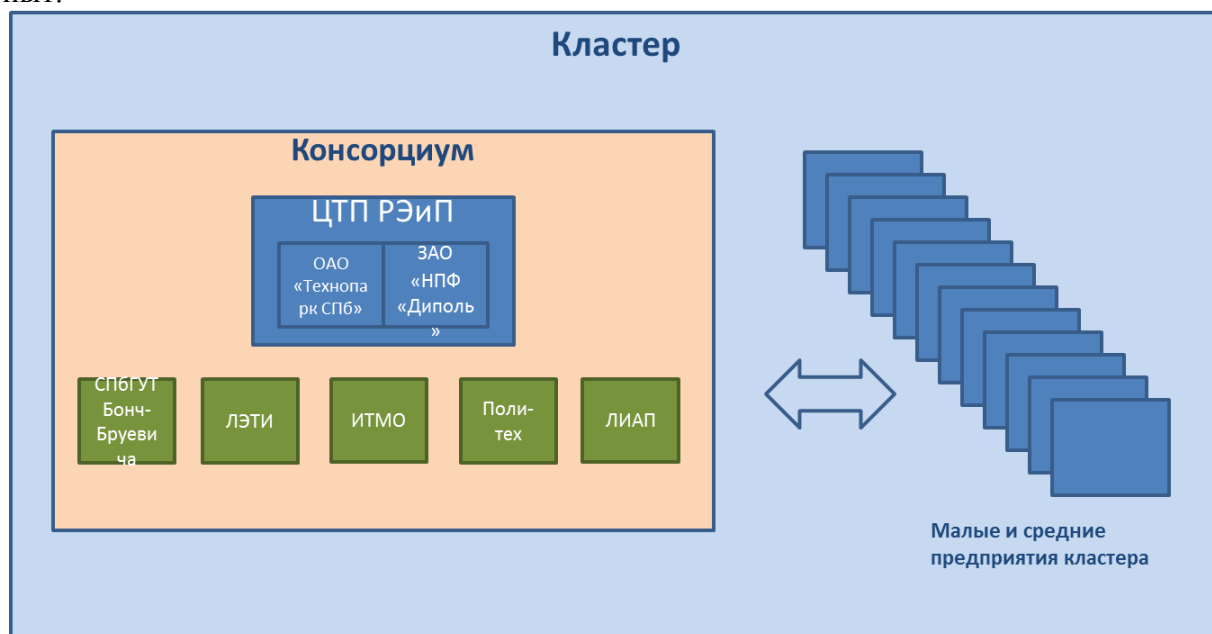 Кластер
Консорциум
ЦТП РЭиП
ОАО
«Технопа
рк СПб»
ЗАО
«НПФ
«Диполь
»
СПбГУТ
Бонч-
Бруеви
ча
ЛЭТИ
ИТМО
Поли-
тех
ЛИАП
Малые и средние
предприятия кластера